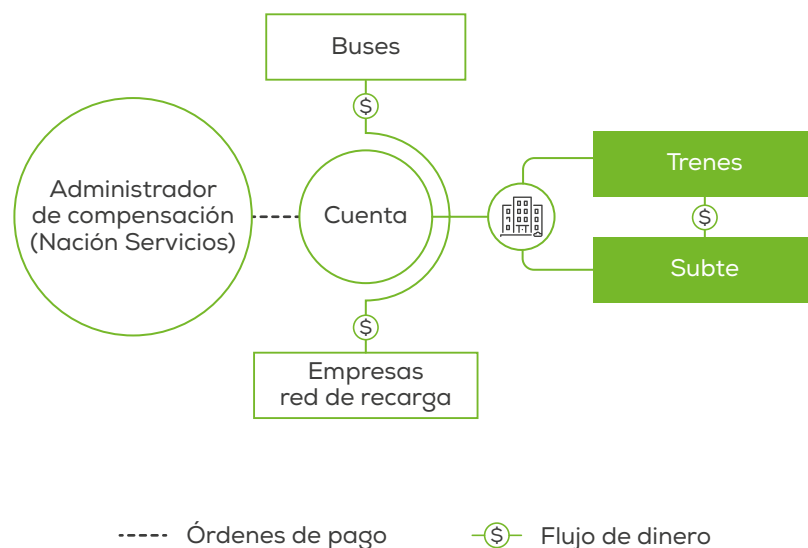 Buses
$
Administrador
de compensación
(Nación Servicios)
Cuenta
Trenes
$
Subte
$
Empresas
red de recarga
Órdenes de pago
$ Flujo de dinero